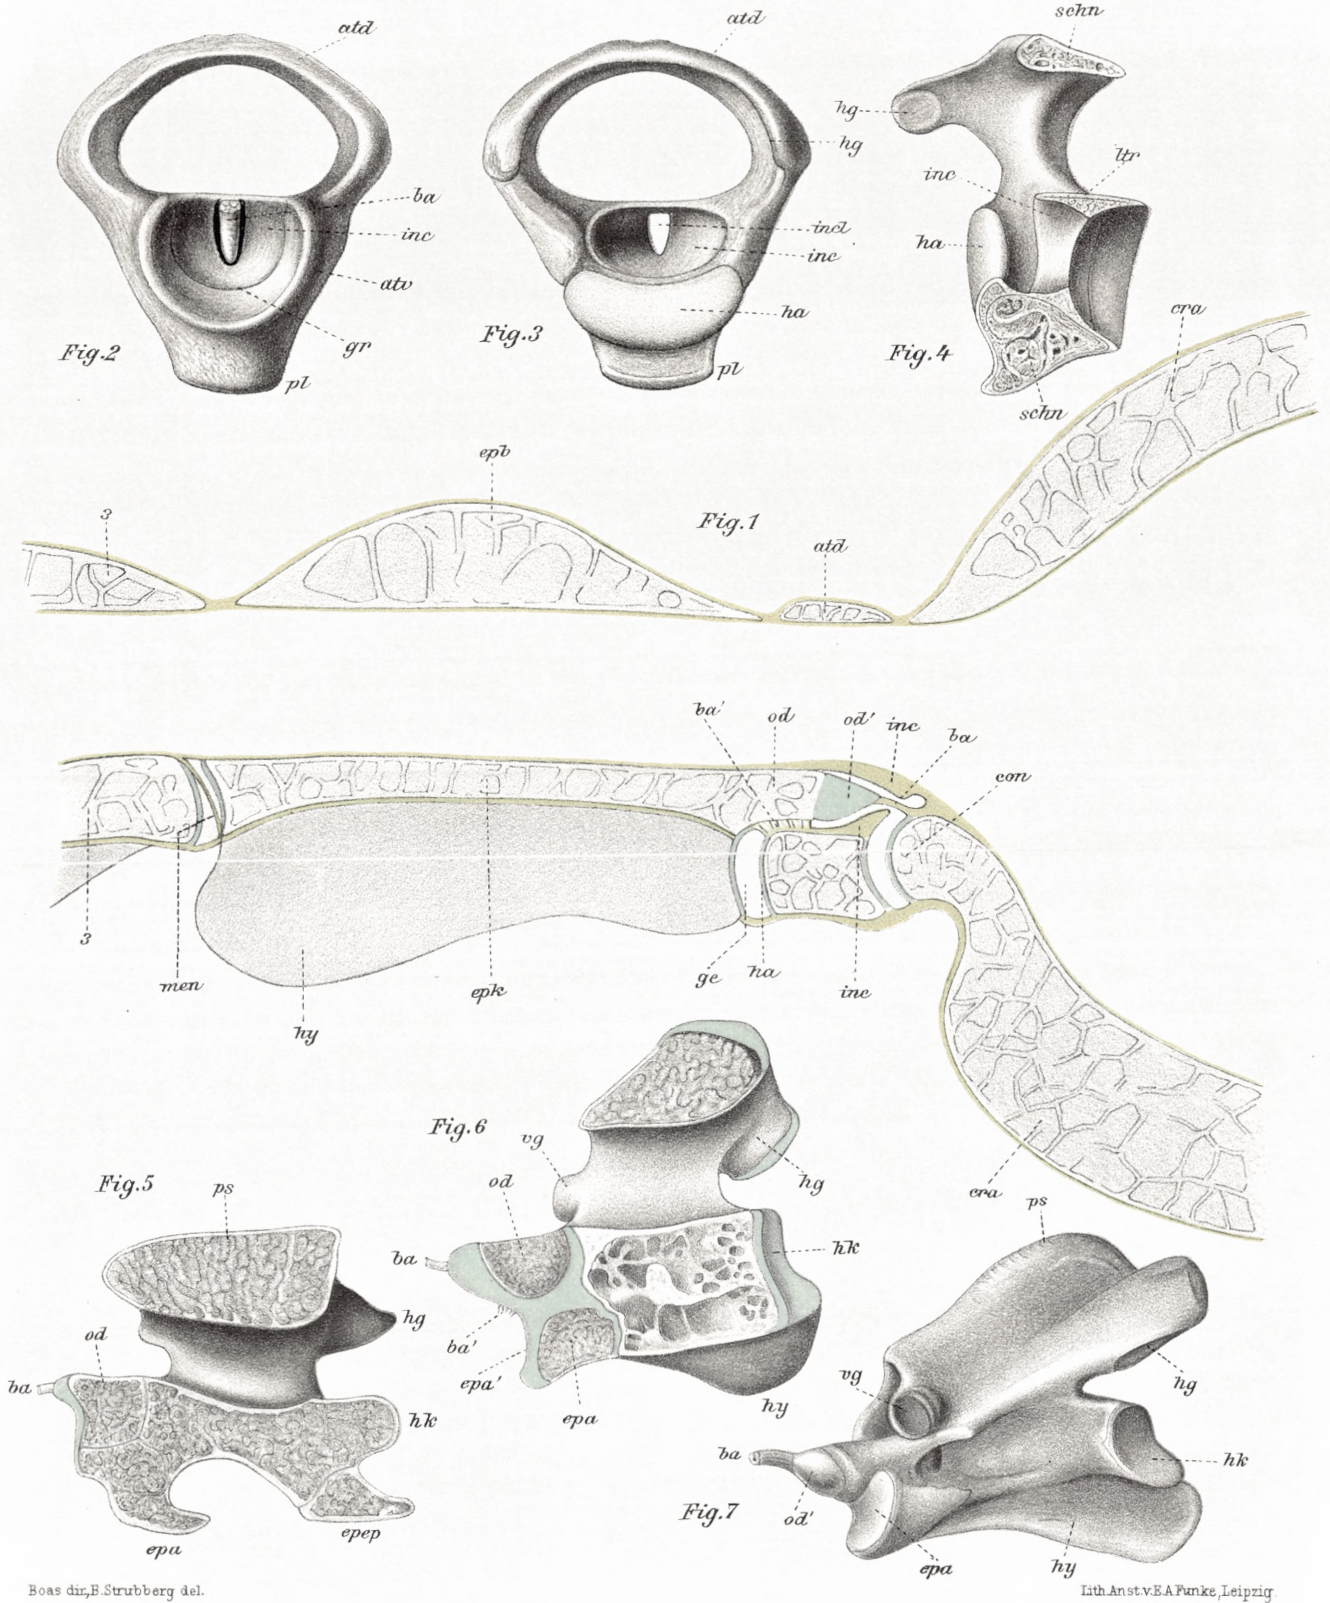 atd
ba
inc
atv
gr
pl
Fig.2
atd
hg
incl
inc
ha
pl
Fig.3
schn
hg
ltr
inc
ha
schn
Fig.4
cra
epb
3
Fig.1
atd
ba'
od
od'
inc
ba
con
3
men
hy
epk
ge
ha
inc
cra
Fig.6
vg
od
ba
ba'
epa'
epa
hg
hk
hy
Fig.5
ps
od
ba
hg
hk
epa
epep
ps
vg
hg
ba
hk
od'
Fig.7
epa
hy
Boas dir, E. Strubberg del.
Lith. Anst. v. E.A. Funke, Leipzig.